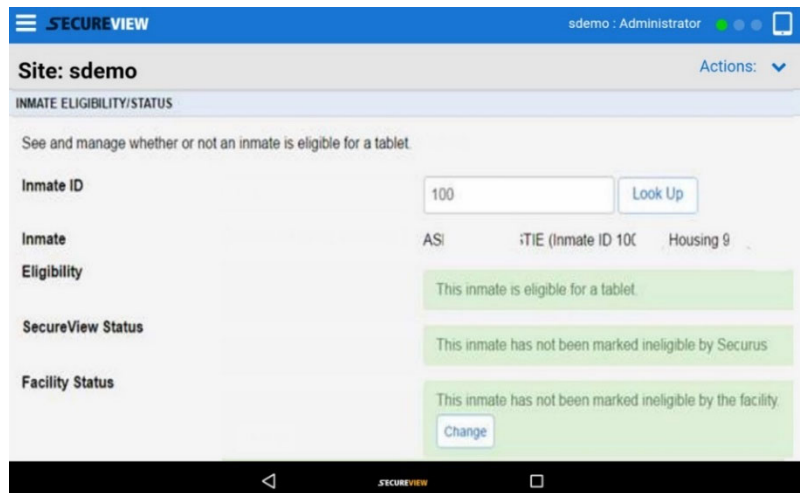 SECUREVIEW
sdemo : Administrator
Site: sdemo
Actions:
INMATE ELIGIBILITY/STATUS
See and manage whether or not an inmate is eligible for a tablet.
Inmate ID
100
Look Up
Inmate
(Inmate ID Housing 9
Eligibility
This inmate is eligible for a tablet.
SecureView Status
This inmate has not been marked ineligible by Securus
Facility Status
This inmate has not been marked ineligible by the facility.
Change
SECUREVIEW